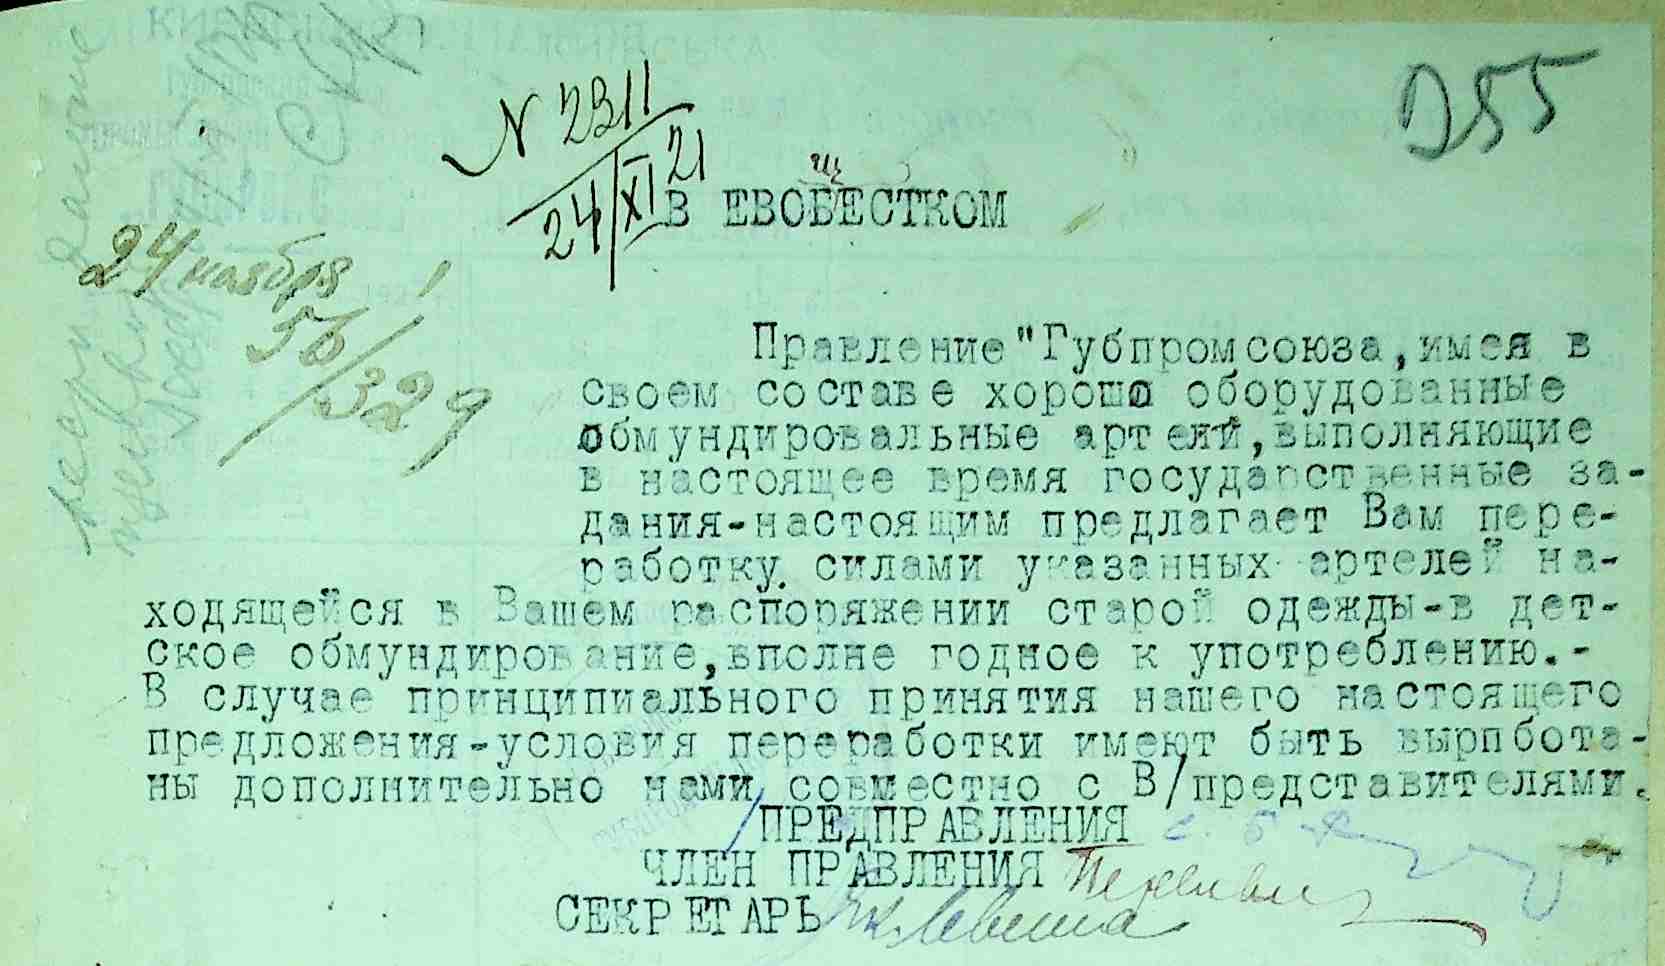 D55
N 2311
24/XI 21
В ЕВОБЕСТКОМ
щ
24 ноября
56/329
Правление "Губпромсоюза, имея в
своем составе хорошо оборудованные
обмундировальные артели, выполняющие
в настоящее время государственные за-
дания-настоящим предлагает Вам пере-
работку. силами указанных артелей на-
ходящейся в Вашем распоряжении старой одежды-в дет-
ское обмундирование, вполне годное к употреблению.-
В случае принципиального принятия нашего настоящего
предложения-условия переработки имеют быть вырпбота-
ны дополнительно нами совместно с В/представителями.
ПРЕДПРАВЛЕНИЯ
ЧЛЕН ПРАВЛЕНИЯ
СЕКРЕТАРЬ